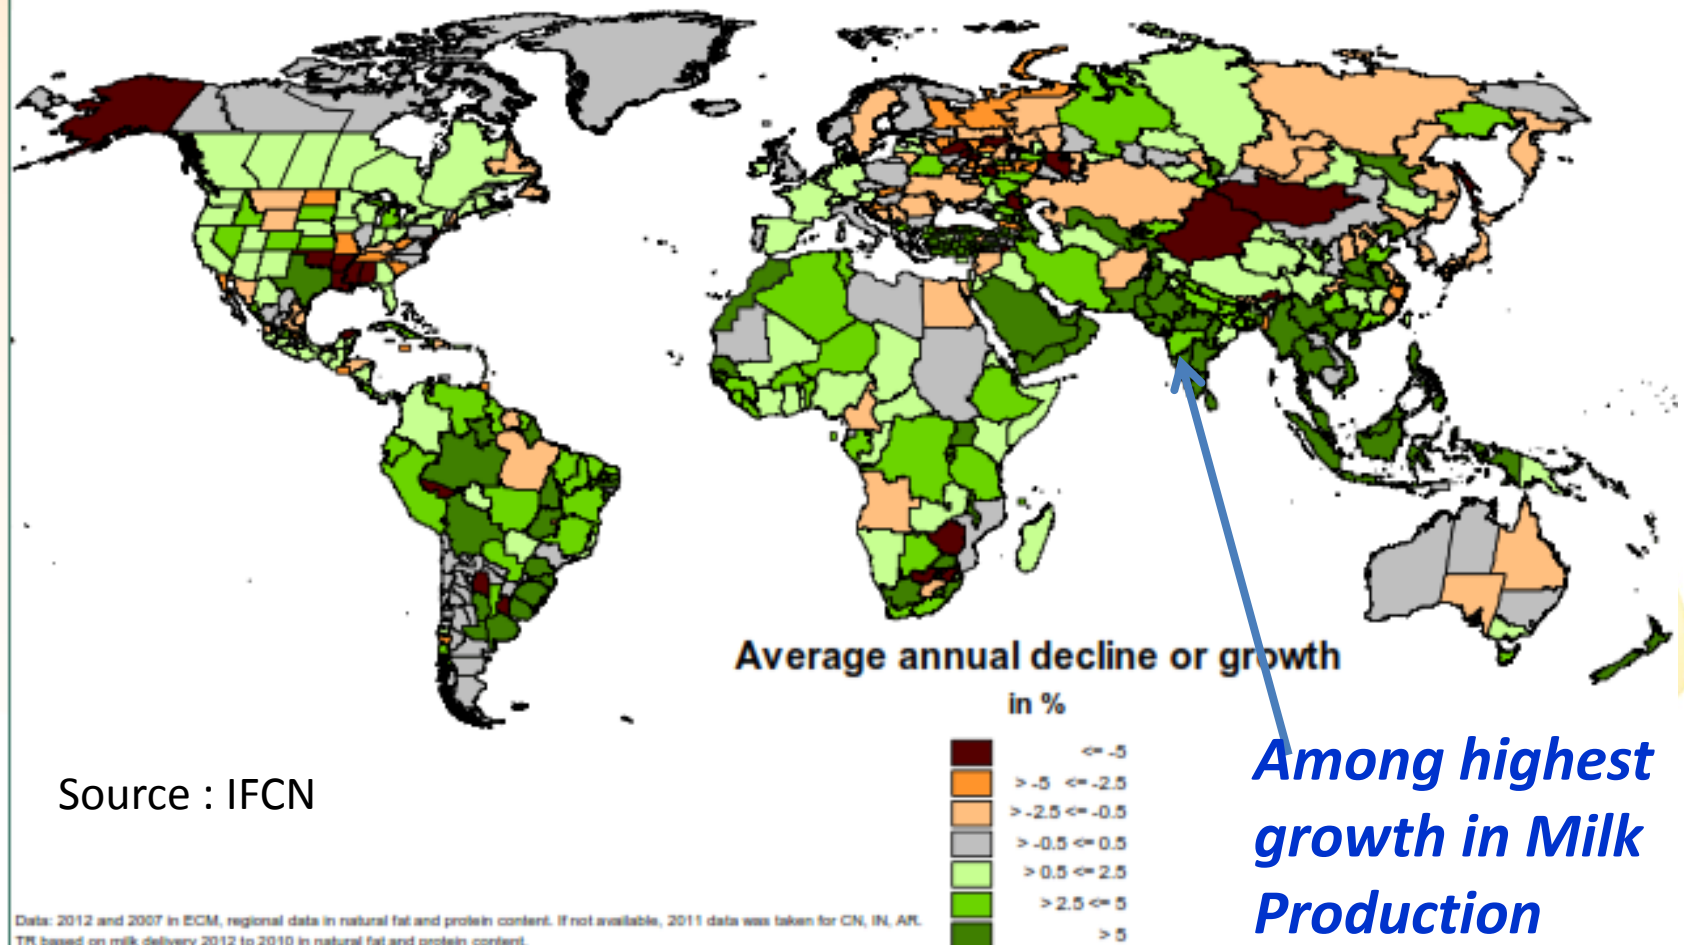 Average annual decline or growth
in %
<= -5
> -5 <= -2.5
> -2.5 <= -0.5
> -0.5 <= 0.5
> 0.5 <= 2.5
> 2.5 <= 5
> 5
Among highest
growth in Milk
Production
Source : IFCN
Data: 2012 and 2007 in ECM, regional data in natural fat and protein content. If not available, 2011 data was taken for CN, IN, AR.
TR based on milk delivery 2012 to 2010 in natural fat and protein content.